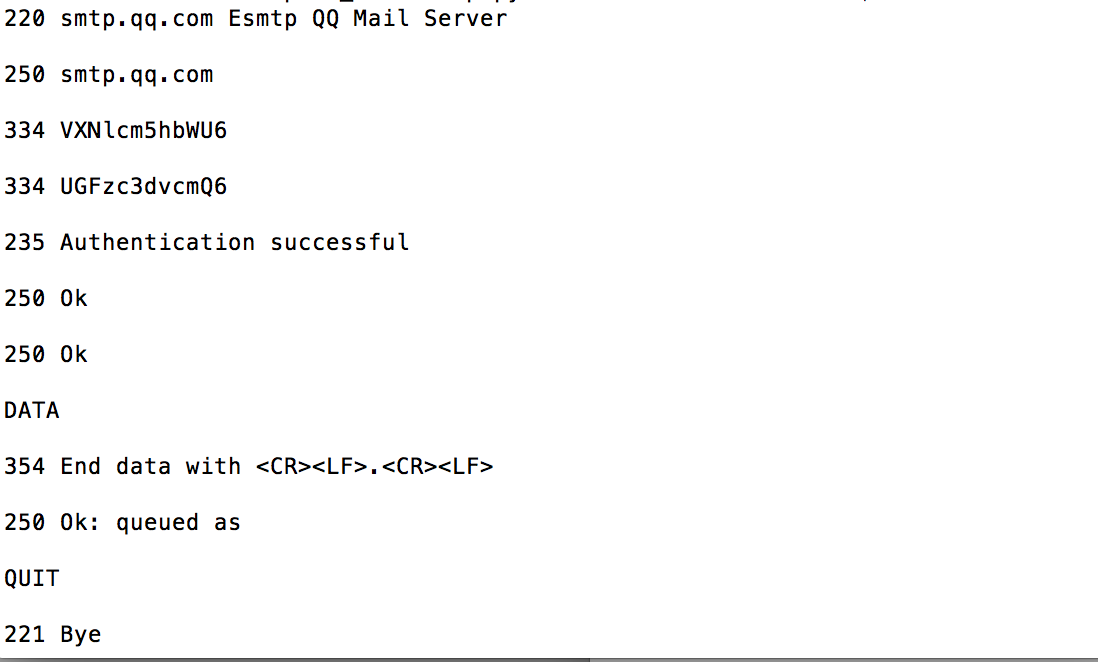 220 smtp.qq.com Esmtp QQ Mail Server
250 smtp.qq.com
334 VXNlcm5hbWU6
334 UGFzc3dvcmQ6
235 Authentication successful
250 Ok
250 Ok
DATA
354 End data with <CR><LF>.<CR><LF>
250 Ok: queued as
QUIT
221 Bye